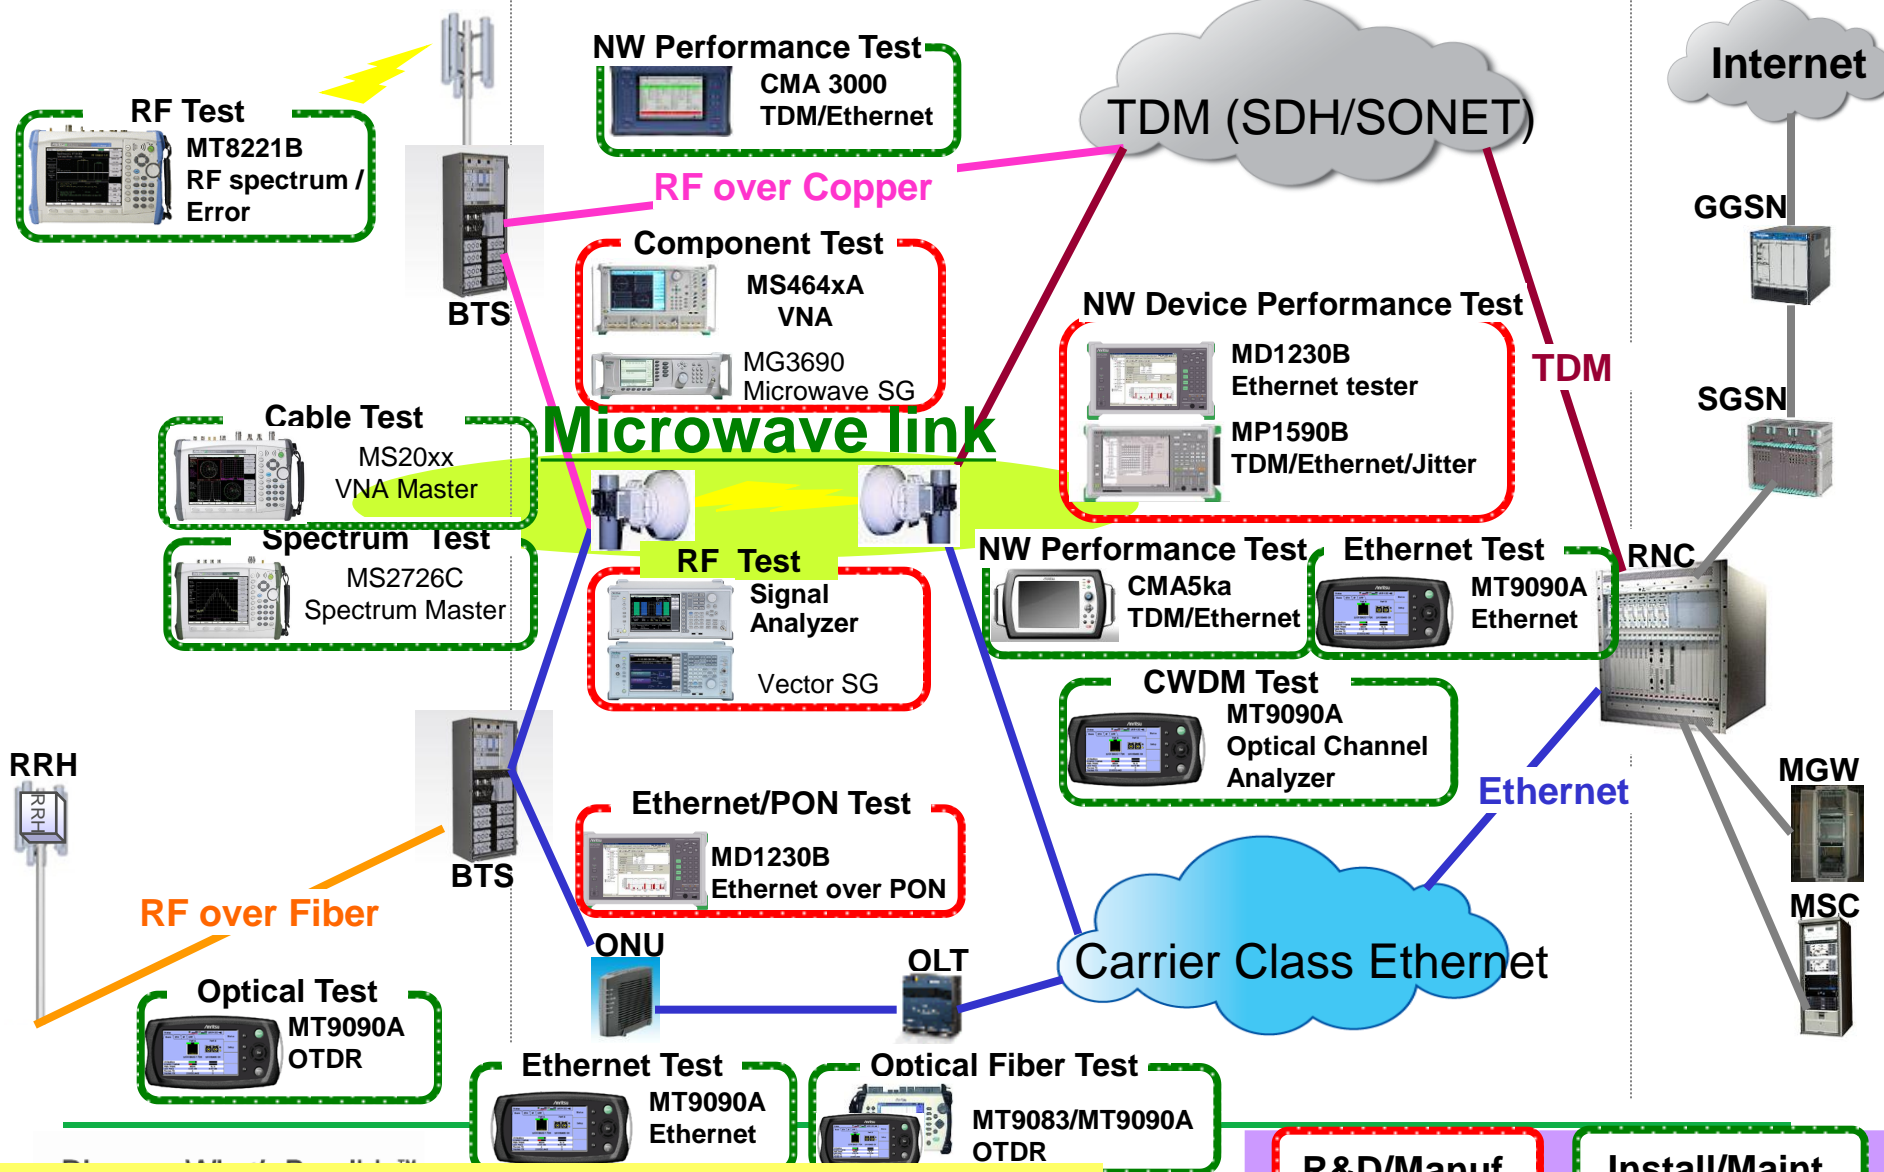 NW Performance Test
CMA 3000
TDM/Ethernet
RF Test
MT8221B
RF spectrum /
Error
TDM (SDH/SONET)
Internet
RF over Copper
BTS
GGSN
Component Test
MS464xA
VNA
MG3690
Microwave SG
NW Device Performance Test
MD1230B
Ethernet tester
MP1590B
TDM/Ethernet/Jitter
TDM
SGSN
Cable Test
MS20xx
VNA Master
Microwave link
Spectrum Test
MS2726C
Spectrum Master
RF Test
Signal
Analyzer
Vector SG
NW Performance Test
CMA5ka
TDM/Ethernet
Ethernet Test
MT9090A
Ethernet
RNC
CWDM Test
MT9090A
Optical Channel
Analyzer
Ethernet
MGW
MSC
RRH
RRH
BTS
RF over Fiber
Ethernet/PON Test
MD1230B
Ethernet over PON
ONU
OLT
Carrier Class Ethernet
Optical Test
MT9090A
OTDR
Ethernet Test
MT9090A
Ethernet
Optical Fiber Test
MT9083/MT9090A
OTDR
R&D/Manuf
Install/Maint